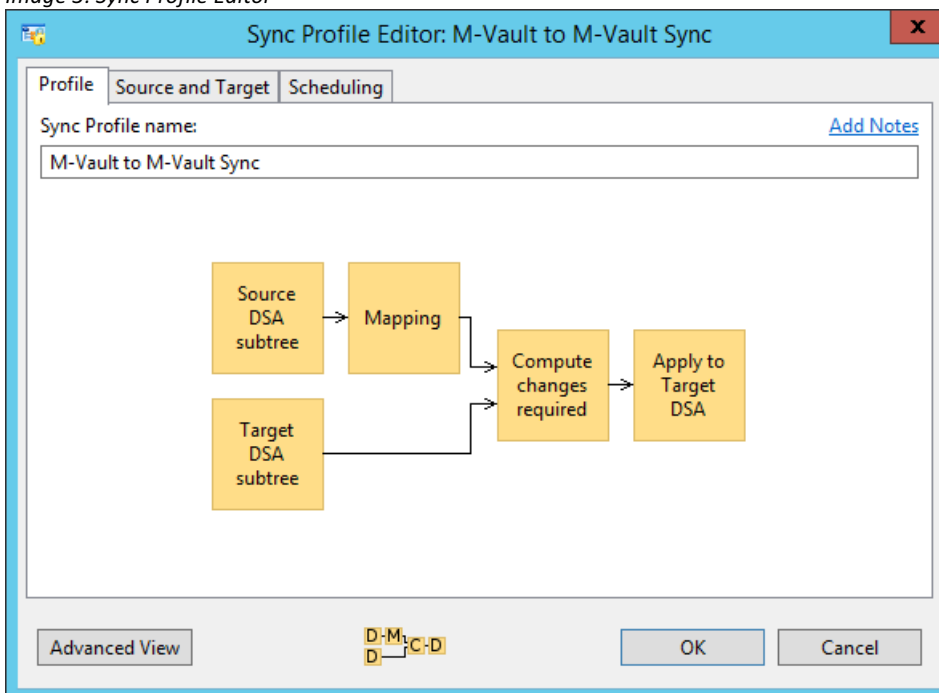 Image 3: Sync Profile Editor
Sync Profile Editor: M-Vault to M-Vault Sync
x
Profile Source and Target Scheduling
Sync Profile name: Add Notes
M-Vault to M-Vault Sync
Source
DSA
subtree
Mapping
Compute
changes
required
Apply to
Target
DSA
Target
DSA
subtree
Advanced View
D-M
D
C-D
OK
Cancel